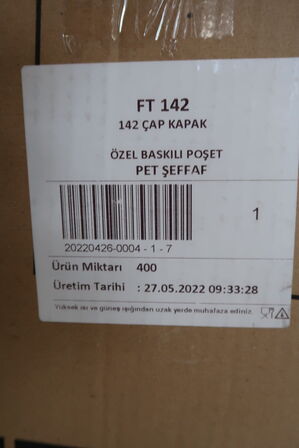 FT 142
142 ÇAP KAPAK
ÖZEL BASKILI POŞET
PET ŞEFFAF
1
20220426-0004 - 1 - 7
Ürün Miktarı 400
Üretim Tarihi : 27.05.2022 09:33:28
Yüksek ısı ve güneş ışığından uzak yerde muhafaza ediniz.